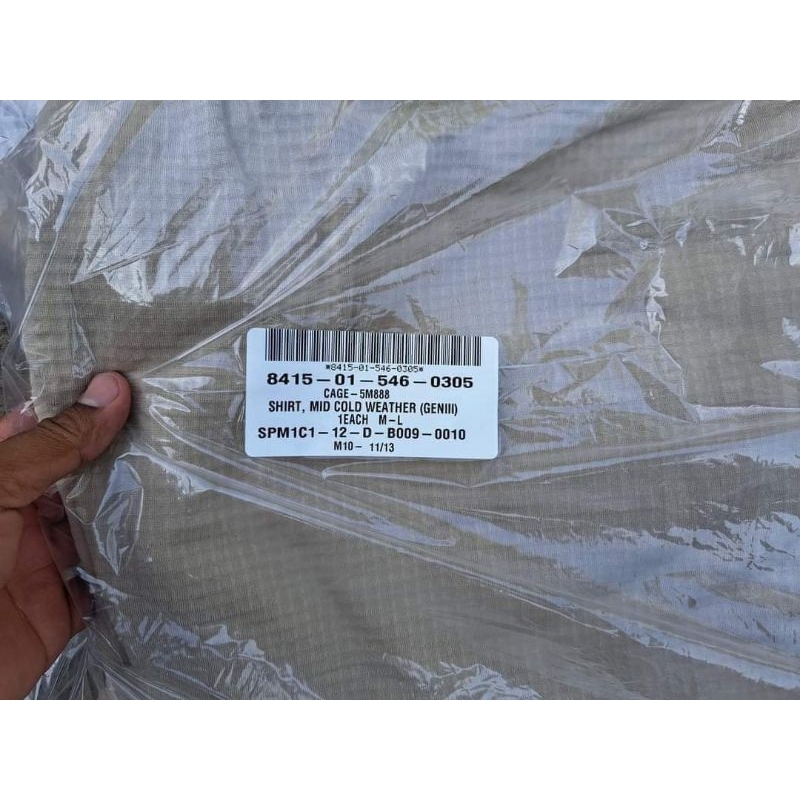 *8415-01-546-0305*
8415-01-546-0305
CAGE-5M888
SHIRT, MID COLD WEATHER (GENIII)
1EACH M-L
SPM1C1-12-D-B009-0010
M10- 11/13